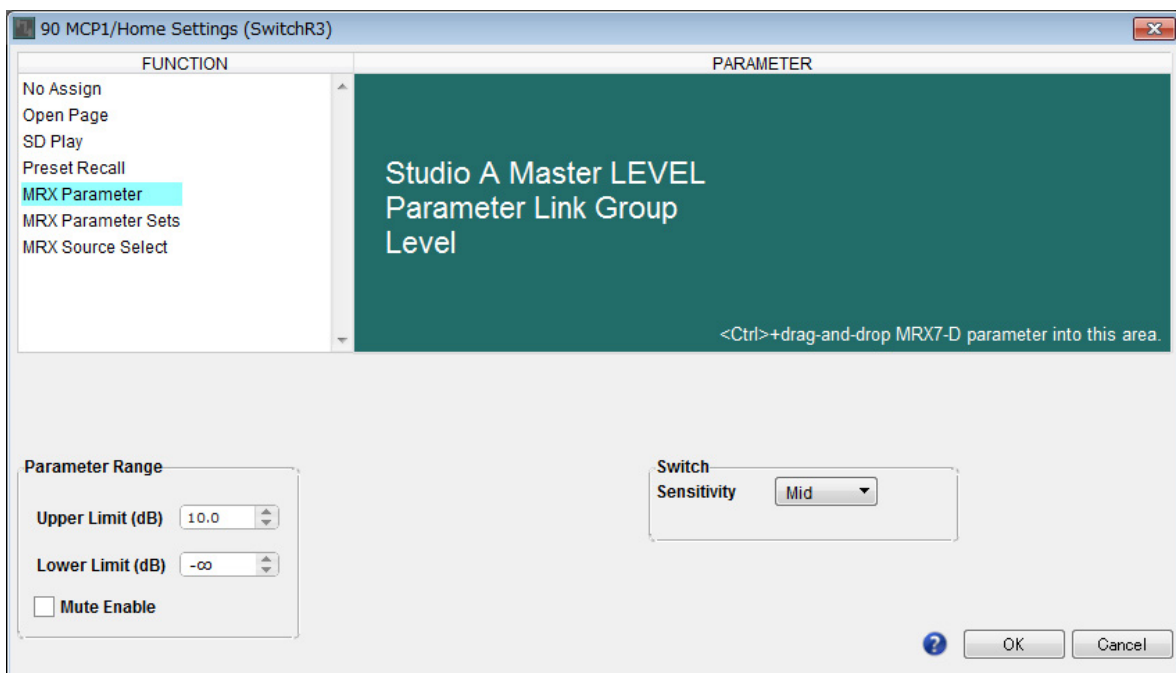 90 MCP1/Home Settings (SwitchR3)
FUNCTION
PARAMETER
No Assign
Open Page
SD Play
Preset Recall
MRX Parameter
MRX Parameter Sets
MRX Source Select
Studio A Master LEVEL
Parameter Link Group
Level
<Ctrl>+drag-and-drop MRX7-D parameter into this area.
Parameter Range
Upper Limit (dB) 10.0
Lower Limit (dB) -∞
Mute Enable
Switch
Sensitivity Mid
OK Cancel